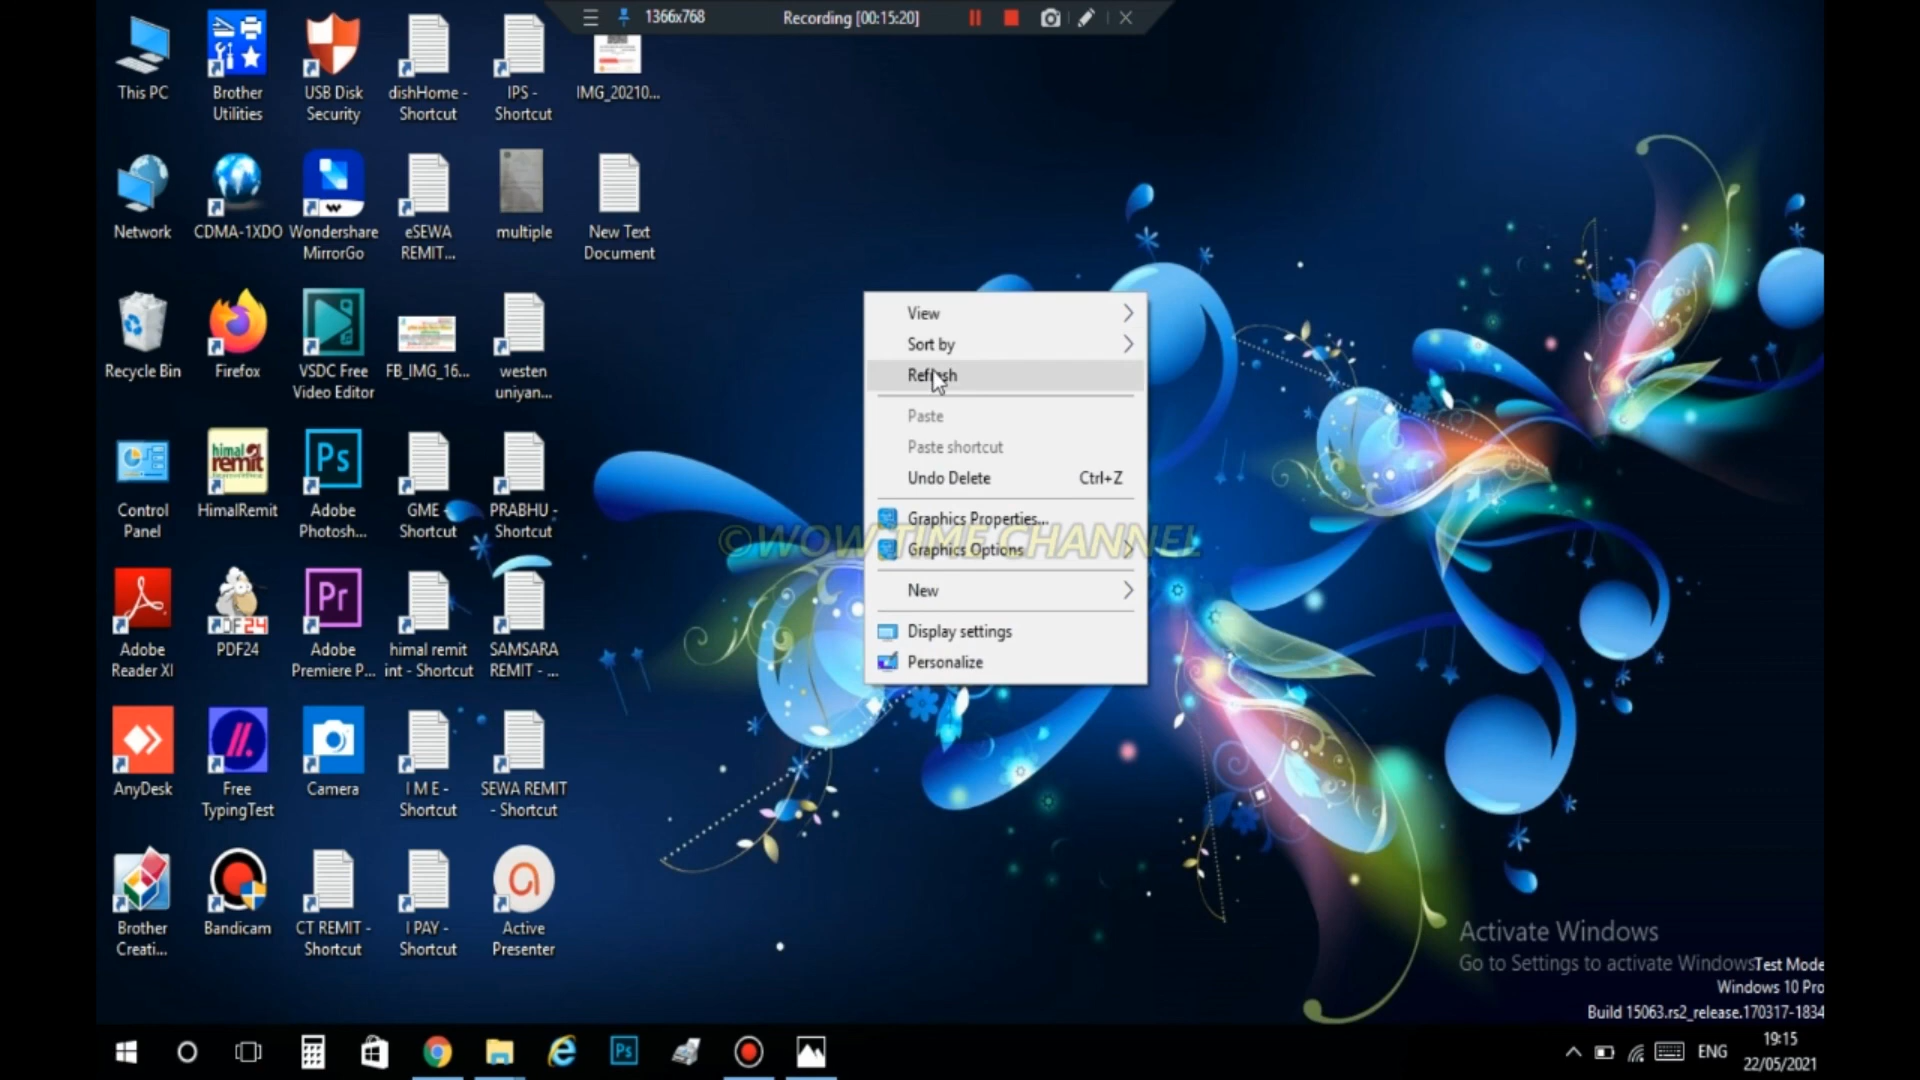 1366x768
Recording [00:15:20]
This PC
Brother
Utilities
USB Disk
Security
dishHome -
Shortcut
IPS -
Shortcut
IMG_20210...
Network
CDMA-1XDO
Wondershare
MirrorGo
eSEWA
REMIT...
multiple
New Text
Document
Recycle Bin
Firefox
VSDC Free
Video Editor
FB_IMG_16...
westen
uniyan...
Control
Panel
himal
remit
HimalRemit
Ps
Adobe
Photosh...
GME -
Shortcut
PRABHU -
Shortcut
Adobe
Reader XI
PDF24
Pr
Adobe
Premiere P...
himal remit
int - Shortcut
SAMSARA
REMIT - ...
AnyDesk
Free
TypingTest
Camera
I M E -
Shortcut
SEWA REMIT
- Shortcut
Brother
Creati...
Bandicam
CT REMIT -
Shortcut
I PAY -
Shortcut
Active
Presenter
View
Sort by
Refresh
Paste
Paste shortcut
Undo Delete Ctrl+Z
Graphics Properties...
©WOW TIME CHANNEL
Graphics Options
New
Display settings
Personalize
Activate Windows
Go to Settings to activate Windows
Test Mode
Windows 10 Pro
Build 15063.rs2_release.170317-1834
Ps
ENG
19:15
22/05/2021